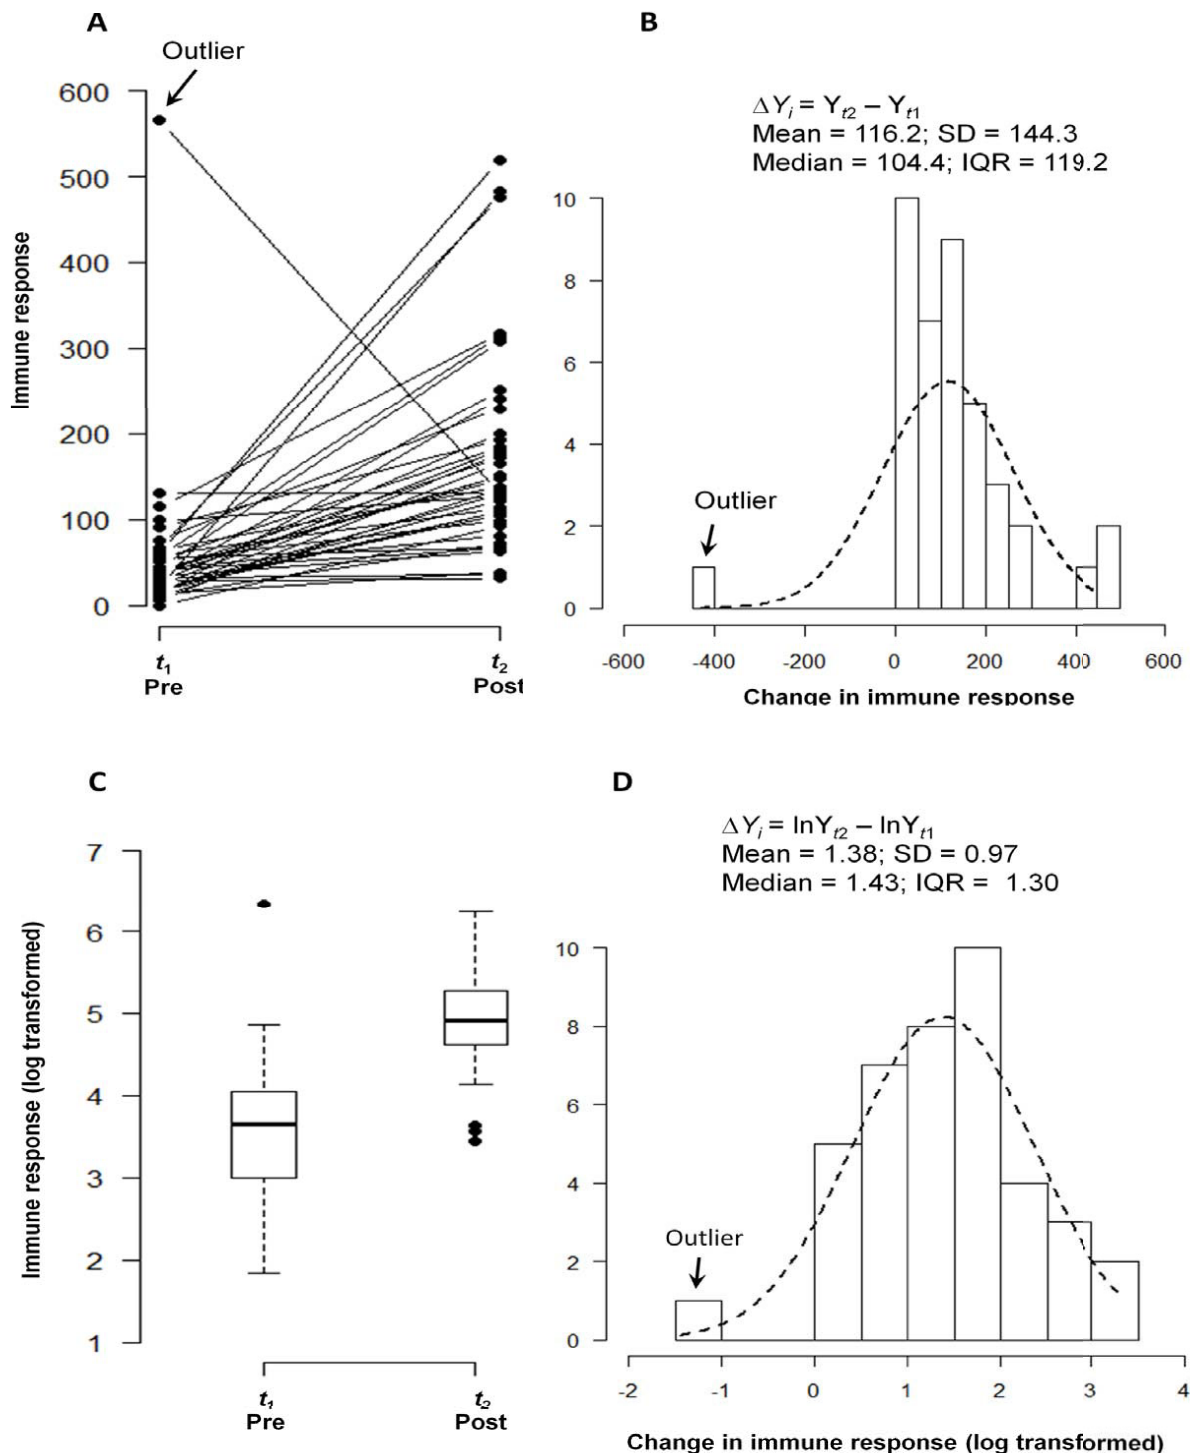 A
Outlier
600
500
400
300
200
100
0
Immune response
t1
t2
Pre
Post
B
ΔYi = Yt2 – Yt1
Mean = 116.2; SD = 144.3
Median = 104.4; IQR = 119.2
10
8
6
4
2
0
Outlier
-600
-400
-200
0
200
400
600
Change in immune response
C
7
6
5
4
3
2
1
Immune response (log transformed)
t1
t2
Pre
Post
D
ΔYi = lnYt2 – lnYt1
Mean = 1.38; SD = 0.97
Median = 1.43; IQR = 1.30
10
8
6
4
2
0
Outlier
-2
-1
0
1
2
3
4
Change in immune response (log transformed)